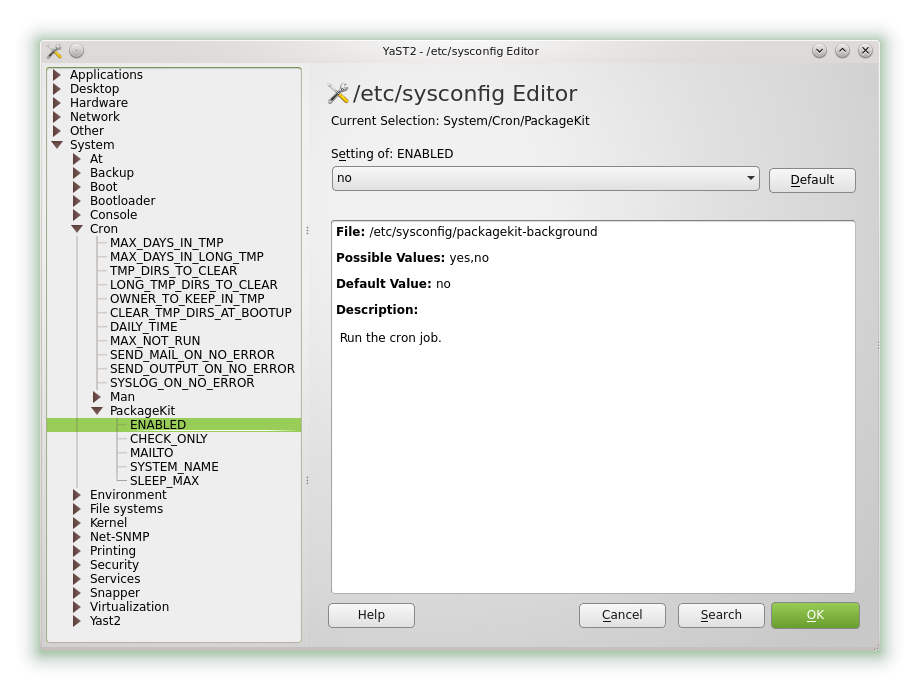 YaST2 - /etc/sysconfig Editor
Applications
Desktop
Hardware
Network
Other
System
At
Backup
Boot
Bootloader
Console
Cron
MAX_DAYS_IN_TMP
MAX_DAYS_IN_LONG_TMP
TMP_DIRS_TO_CLEAR
LONG_TMP_DIRS_TO_CLEAR
OWNER_TO_KEEP_IN_TMP
CLEAR_TMP_DIRS_AT_BOOTUP
DAILY_TIME
MAX_NOT_RUN
SEND_MAIL_ON_NO_ERROR
SEND_OUTPUT_ON_NO_ERROR
SYSLOG_ON_NO_ERROR
Man
PackageKit
ENABLED
CHECK_ONLY
MAILTO
SYSTEM_NAME
SLEEP_MAX
Environment
File systems
Kernel
Net-SNMP
Printing
Security
Services
Snapper
Virtualization
Yast2
/etc/sysconfig Editor
Current Selection: System/Cron/PackageKit
Setting of: ENABLED
no
Default
File: /etc/sysconfig/packagekit-background
Possible Values: yes,no
Default Value: no
Description:
Run the cron job.
Help
Cancel
Search
OK